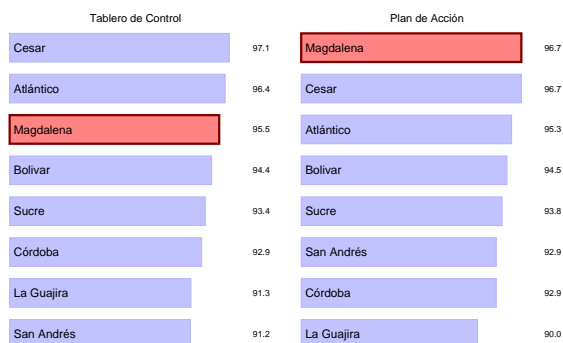 Tablero de Control
Cesar 97.1
Atlántico 96.4
Magdalena 95.5
Bolivar 94.4
Sucre 93.4
Córdoba 92.9
La Guajira 91.3
San Andrés 91.2
Plan de Acción
Magdalena 96.7
Cesar 96.7
Atlántico 95.3
Bolivar 94.5
Sucre 93.8
San Andrés 92.9
Córdoba 92.9
La Guajira 90.0